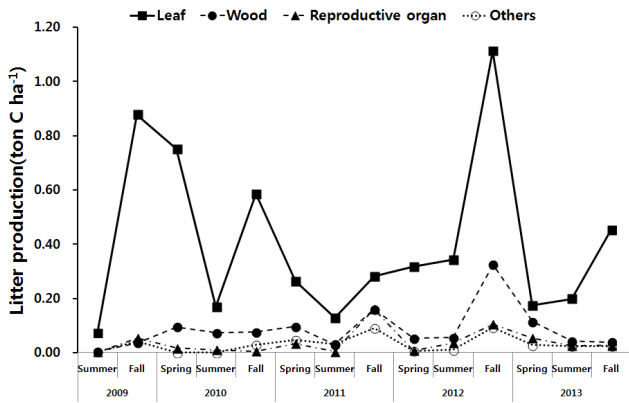 Leaf Wood Reproductive organ Others
Litter production(ton C ha-1)
1.20
1.00
0.80
0.60
0.40
0.20
0.00
Summer Fall Spring Summer Fall Spring Summer Fall Spring Summer Fall Spring Summer Fall
2009 2010 2011 2012 2013